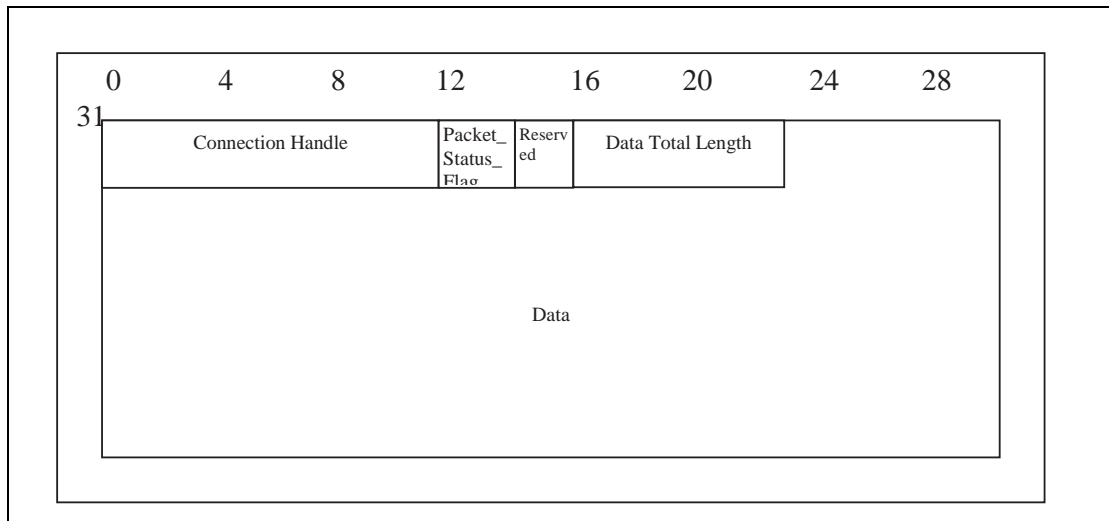 0 4 8 12 16 20 24 28
31
Connection Handle
Packet_
Status_
Flag
Reserv
ed
Data Total Length
Data